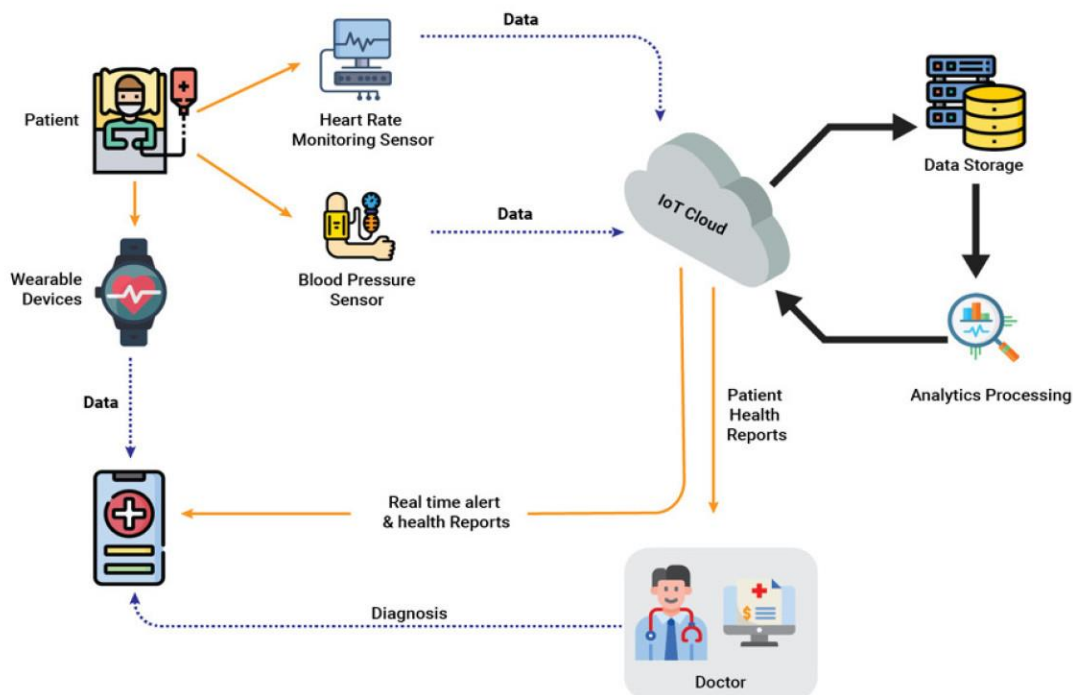 Data
Patient
Heart Rate
Monitoring Sensor
Data Storage
IoT Cloud
Data
Wearable
Devices
Blood Pressure
Sensor
Data
Patient
Health
Reports
Analytics Processing
Real time alert
& health Reports
Diagnosis
$
Doctor